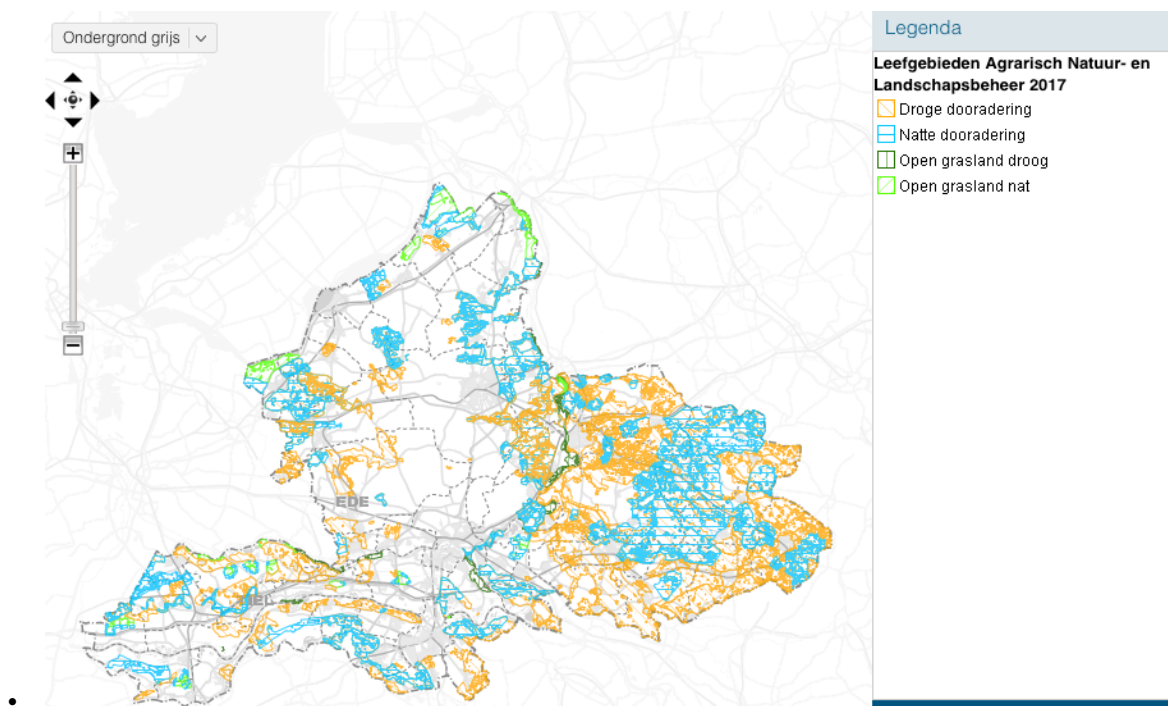 Ondergrond grijs
Legenda
Leefgebieden Agrarisch Natuur- en
Landschapsbeheer 2017
Droge dooradering
Natte dooradering
Open grasland droog
Open grasland nat
EDE